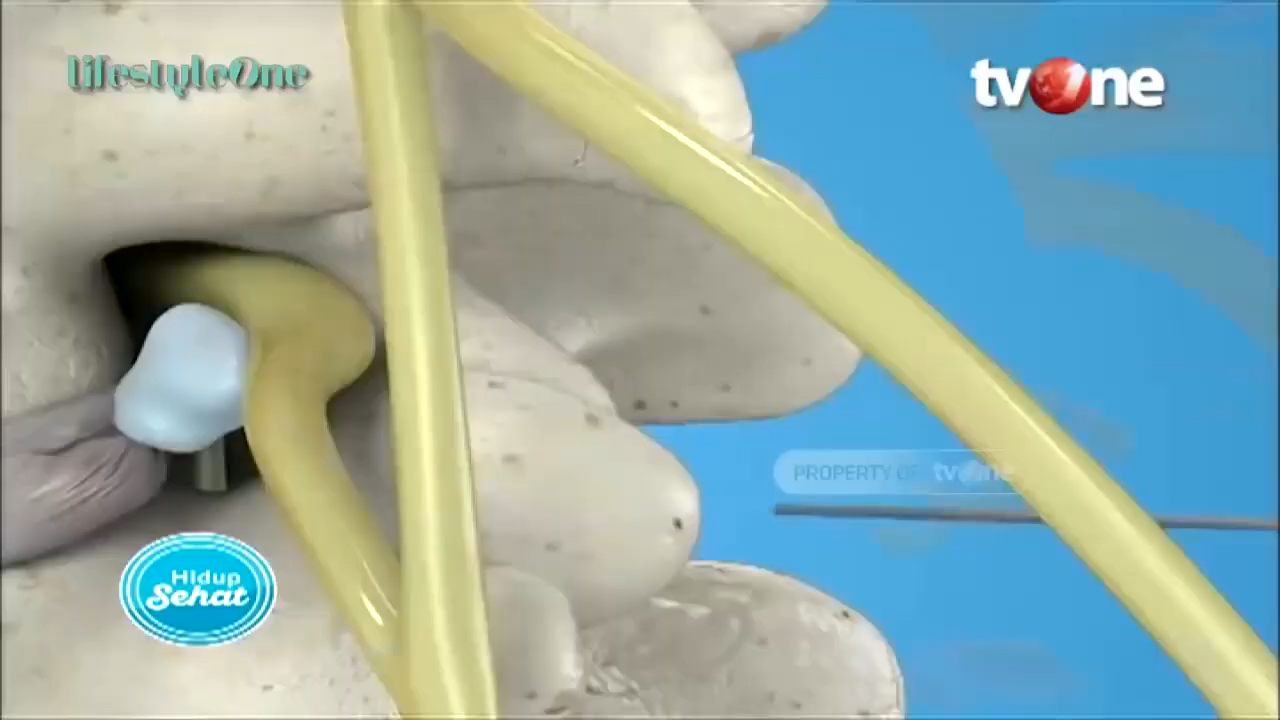 lifestyleOne
tvOne
PROPERTY OF tvOne
Hidup
Sehat